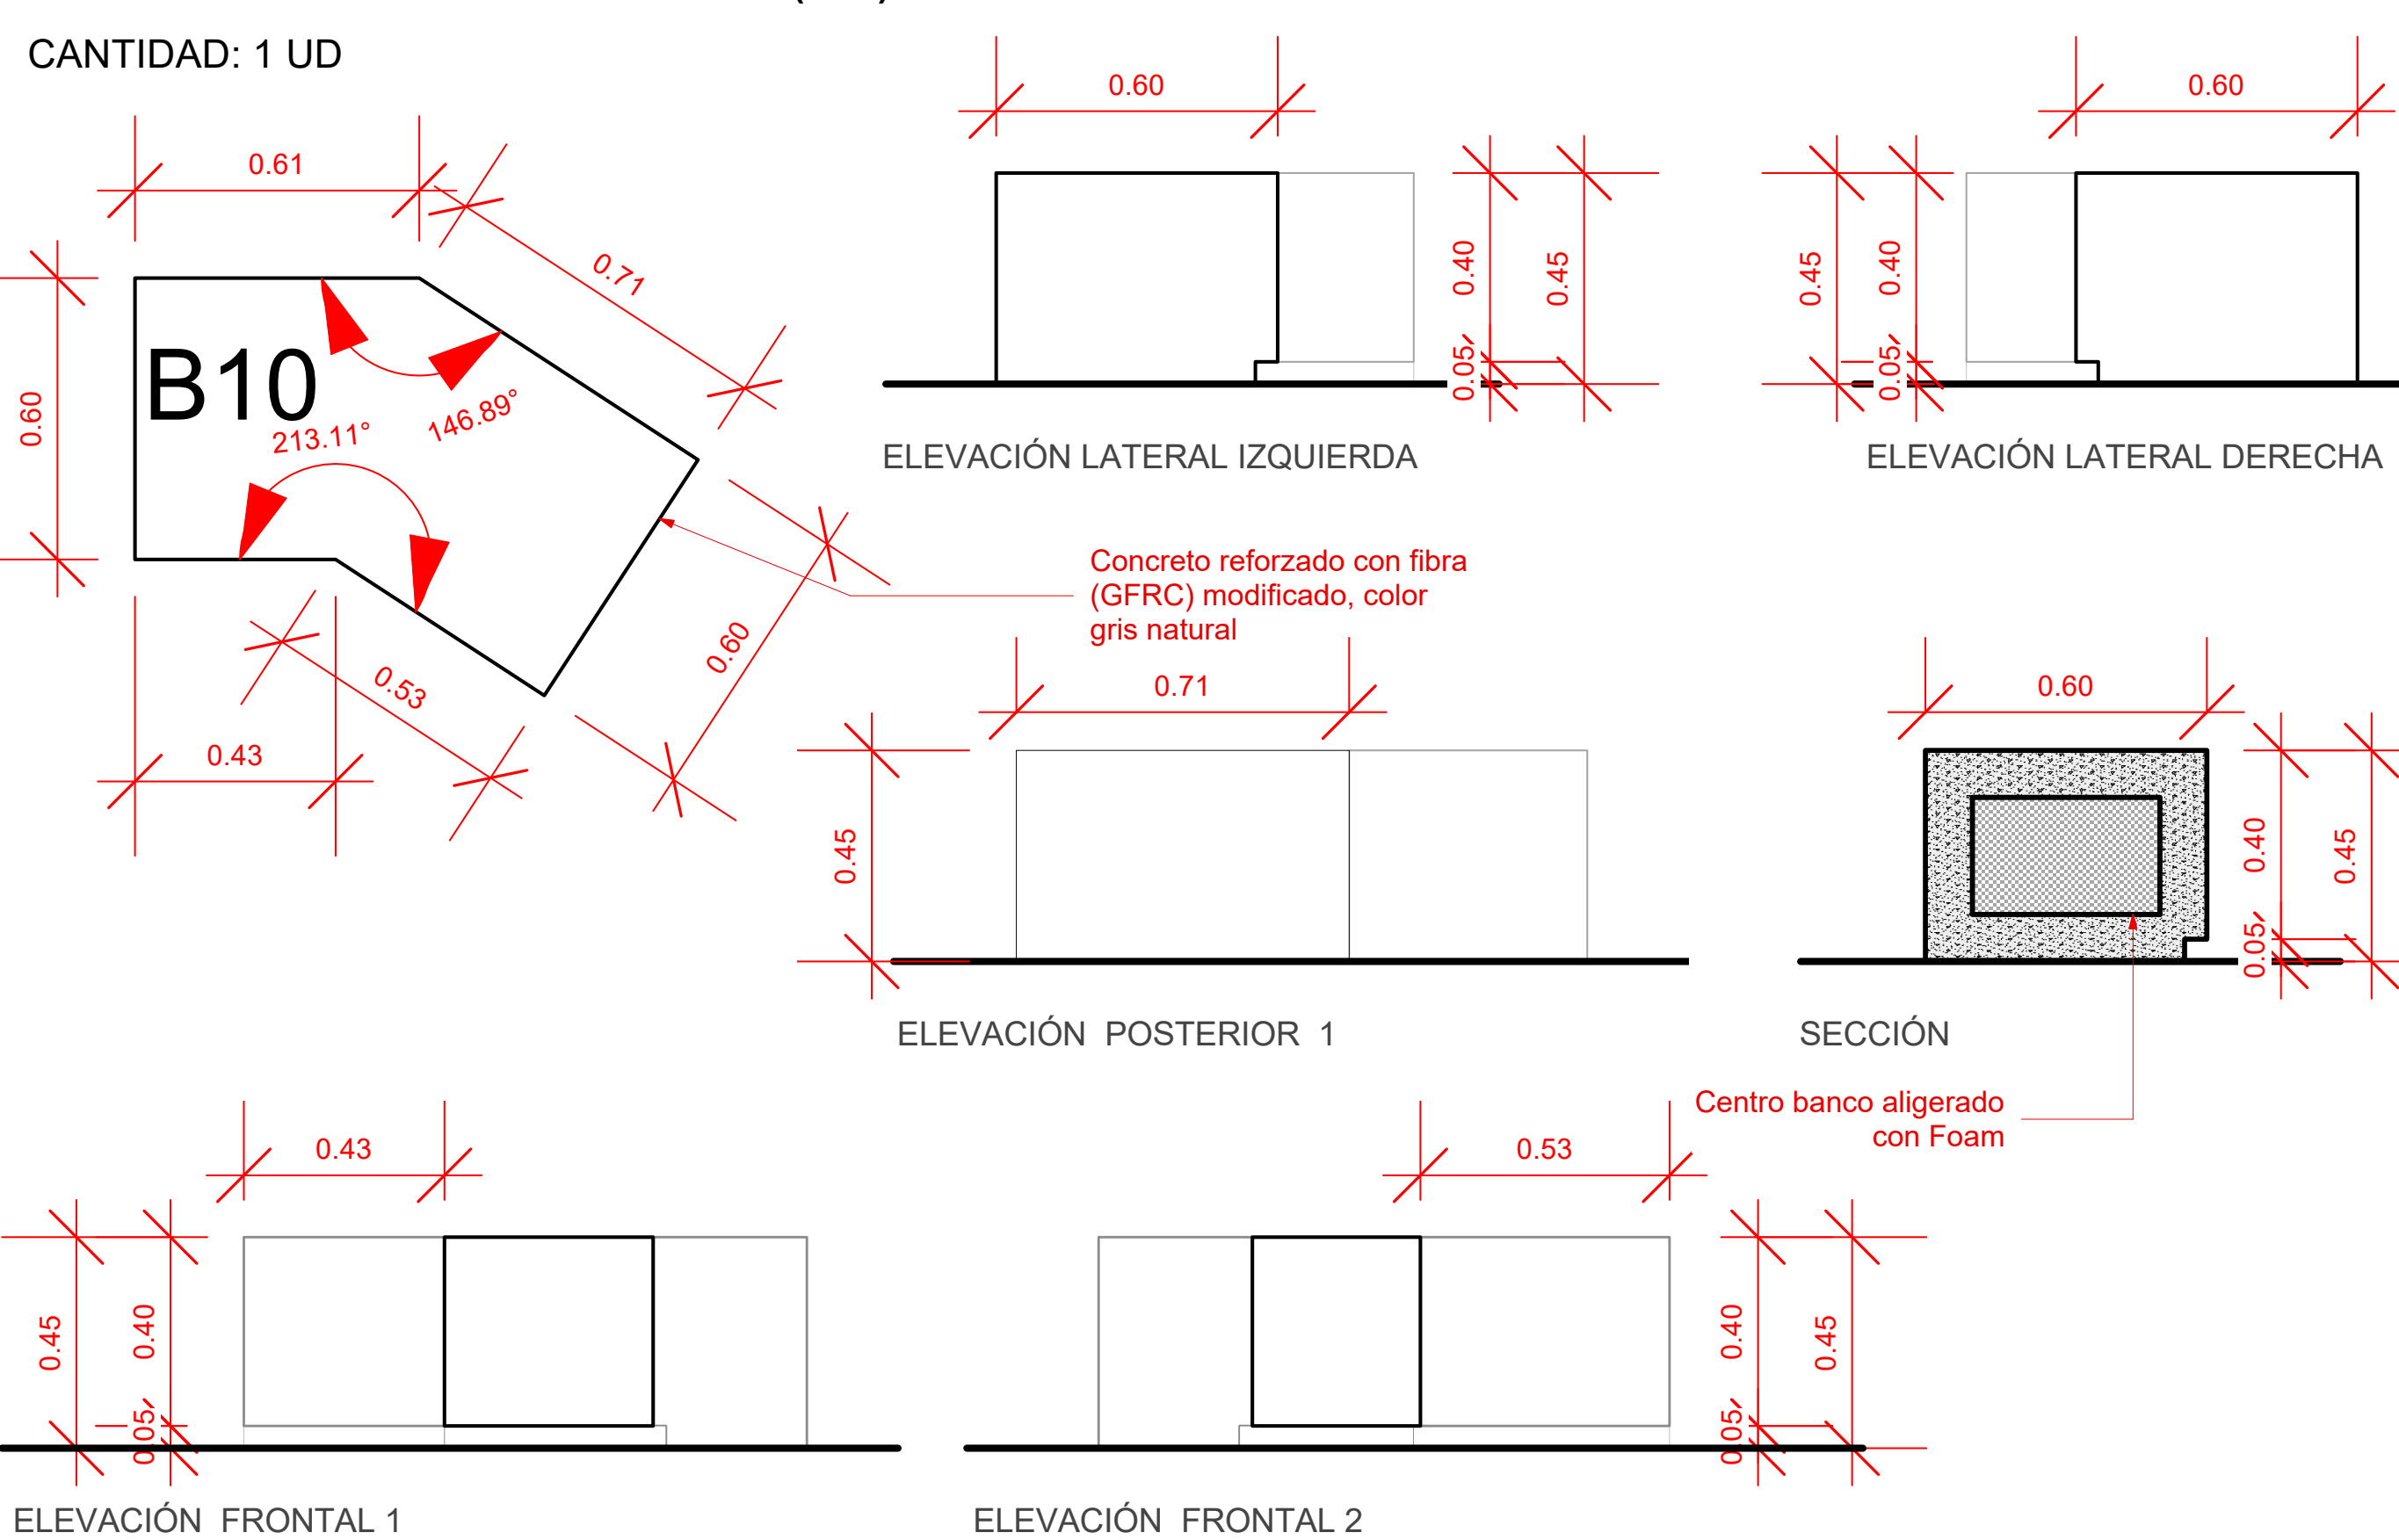 CANTIDAD: 1 UD
0.61
0.71
0.60
B10
213.11°
146.89°
0.60
0.53
0.43
Concreto reforzado con fibra
(GFRC) modificado, color
gris natural
0.60
0.40
0.45
0.05
ELEVACIÓN LATERAL IZQUIERDA
0.60
0.45
0.40
0.05
ELEVACIÓN LATERAL DERECHA
0.71
0.45
ELEVACIÓN POSTERIOR 1
0.60
0.40
0.45
0.05
SECCIÓN
Centro banco aligerado
con Foam
0.43
0.45
0.40
0.05
ELEVACIÓN FRONTAL 1
0.53
0.40
0.45
0.05
ELEVACIÓN FRONTAL 2